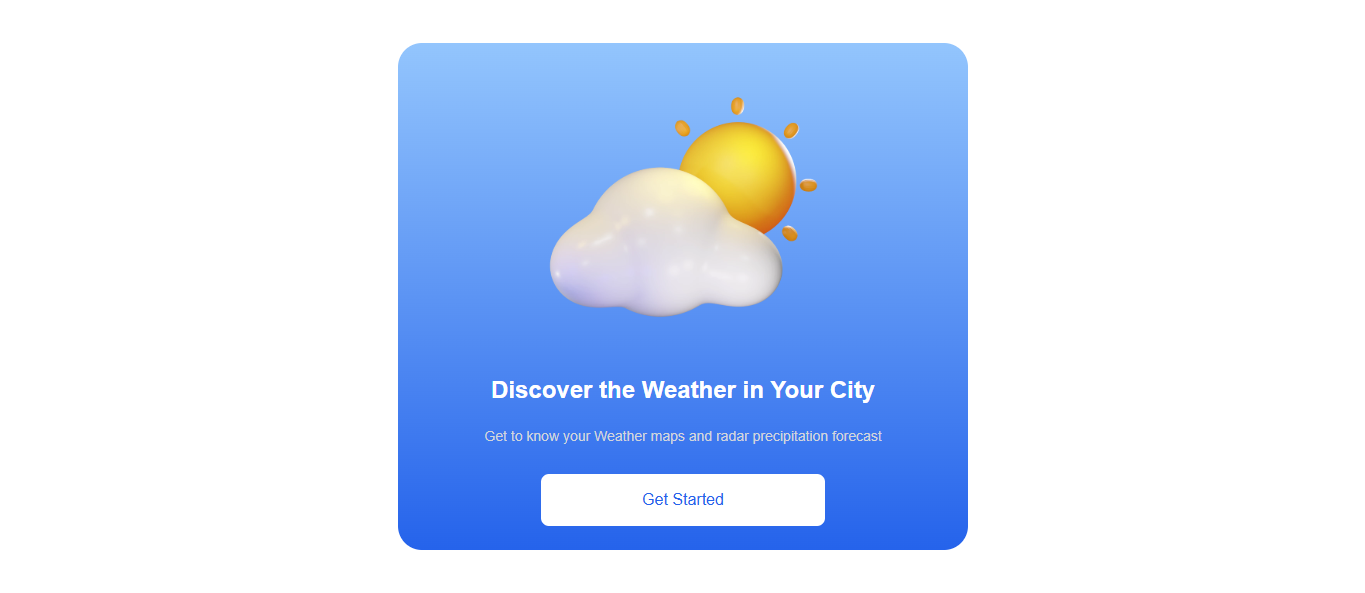 Discover the Weather in Your City
Get to know your Weather maps and radar precipitation forecast
Get Started